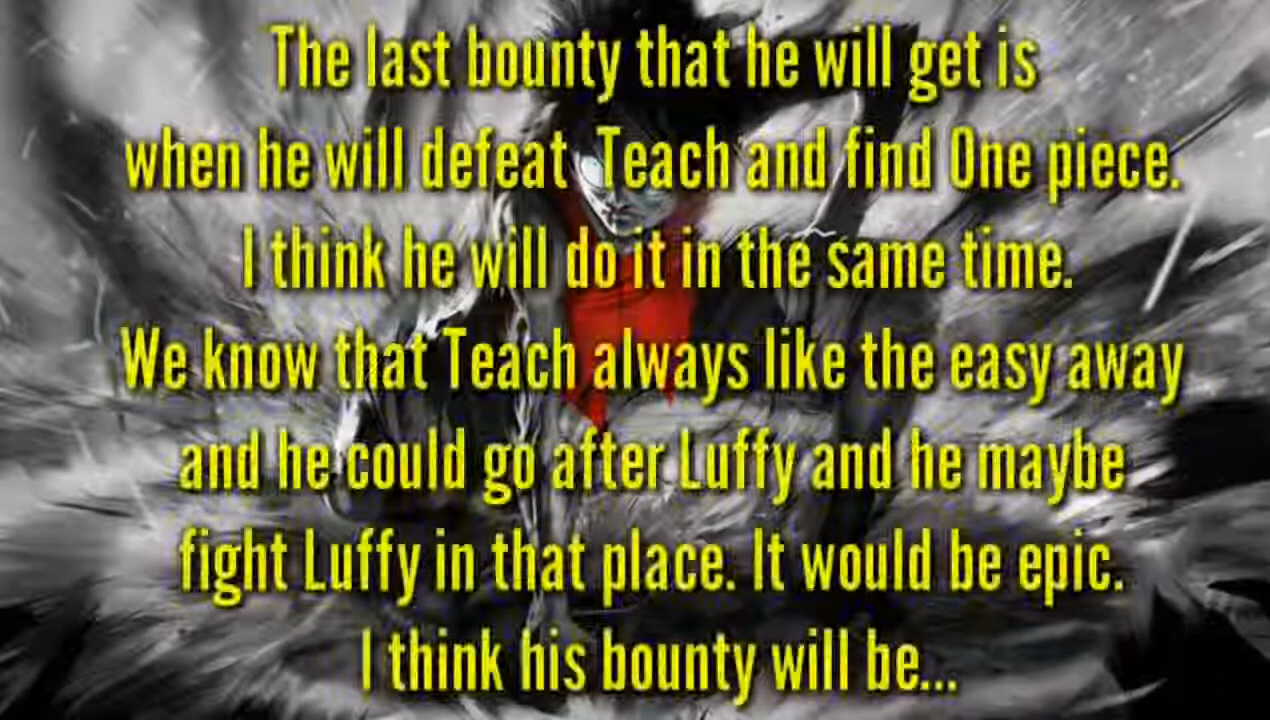 The last bounty that he will get is
when he will defeat Teach and find One piece.
I think he will do it in the same time.
We know that Teach always like the easy away
and he could go after Luffy and he maybe
fight Luffy in that place. It would be epic.
I think his bounty will be...